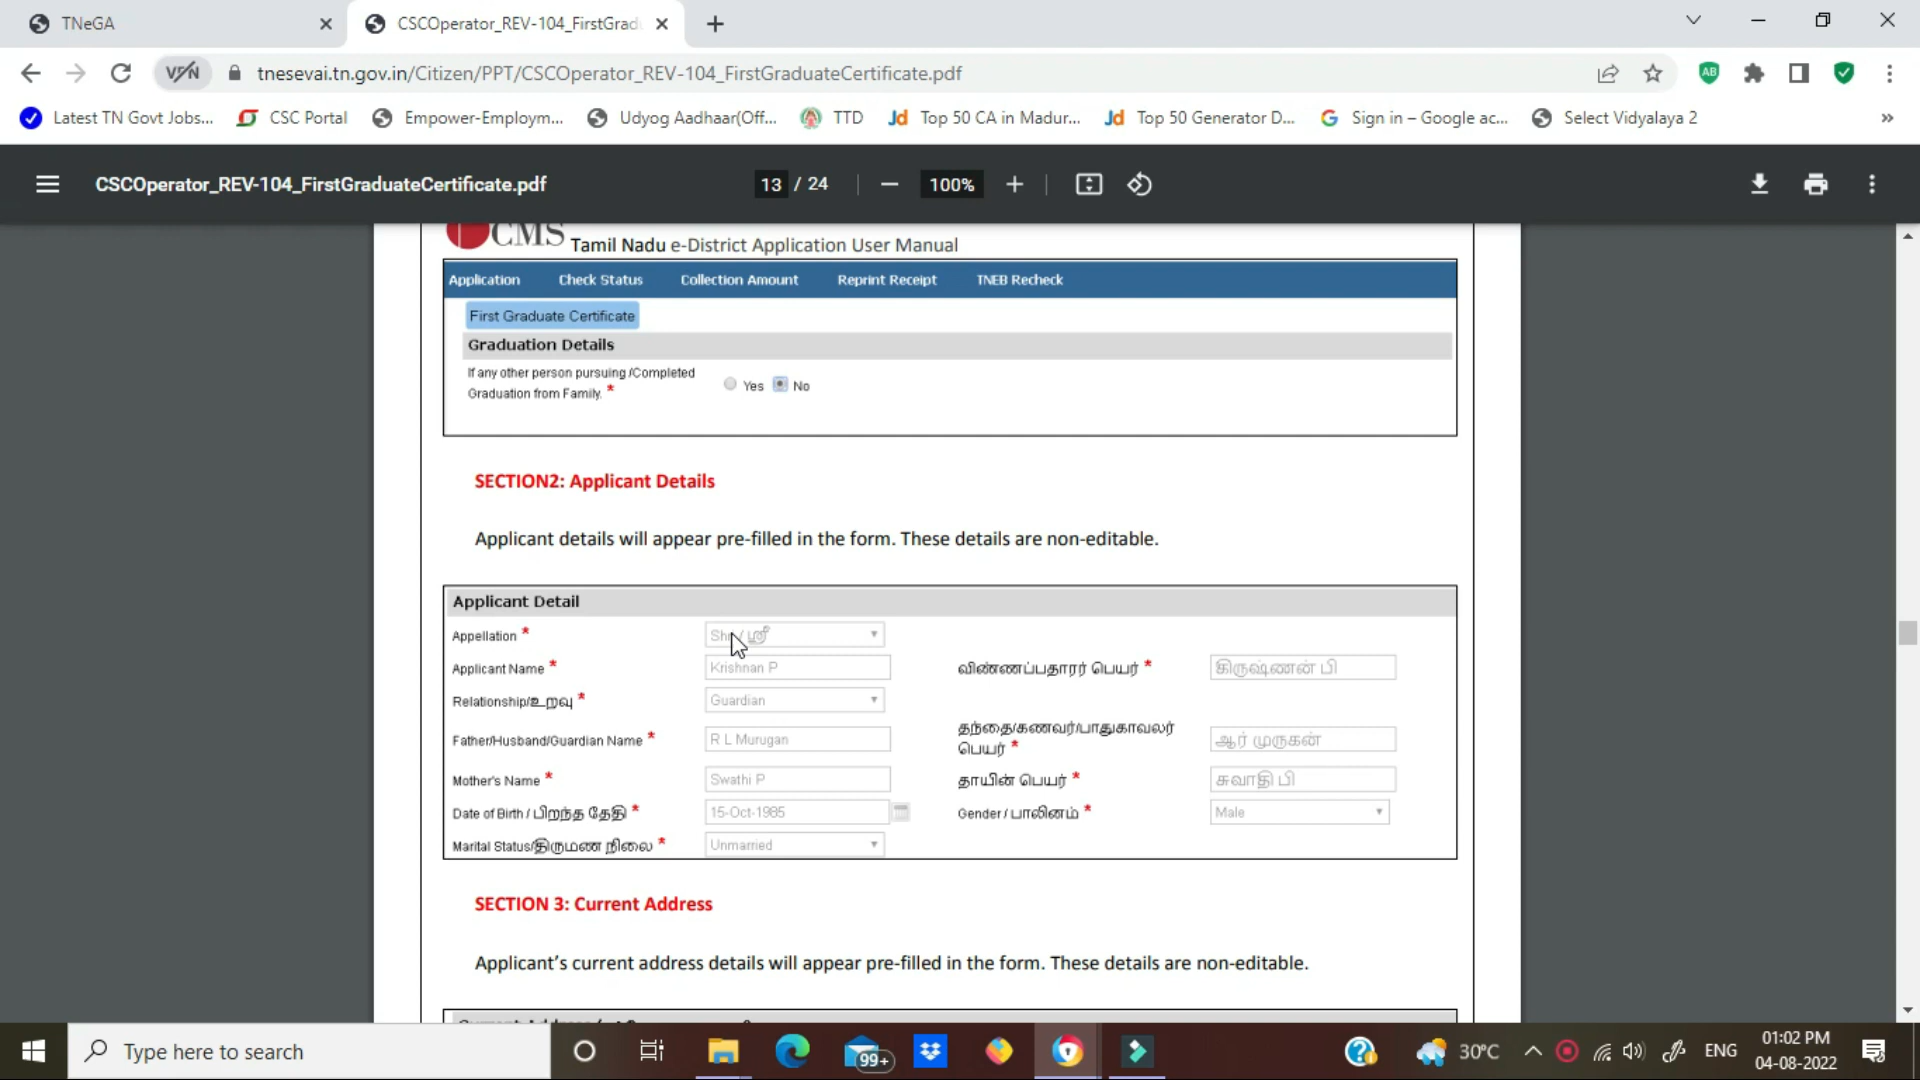 TNeGA
CSCOperator_REV-104_FirstGrad
VPN tnesevai.tn.gov.in/Citizen/PPT/CSCOperator_REV-104_FirstGraduateCertificate.pdf
Latest TN Govt Jobs... CSC Portal Empower-Employm... Udyog Aadhaar(Off... TTD Jd Top 50 CA in Madur... Jd Top 50 Generator D... Sign in – Google ac... Select Vidyalaya 2 »
CSCOperator_REV-104_FirstGraduateCertificate.pdf 13 / 24 100%
CMS Tamil Nadu e-District Application User Manual
Application Check Status Collection Amount Reprint Receipt TNEB Recheck
First Graduate Certificate
Graduation Details
If any other person pursuing /Completed
Graduation from Family. * Yes No
SECTION2: Applicant Details
Applicant details will appear pre-filled in the form. These details are non-editable.
Applicant Detail
Appellation * / ஸ்ரீ
Applicant Name * Krishnan P விண்ணப்பதாரர் பெயர் * கிருஷ்ணன் பி
Relationship/உறவு * Guardian
Father/Husband/Guardian Name * R L Murugan தந்தை/கணவர்/பாதுகாவலர் பெயர் * ஆர் முருகன்
Mother's Name * Swathi P தாயின் பெயர் * சுவாதி பி
Date of Birth / பிறந்த தேதி * 15-Oct-1985 Gender / பாலினம் * Male
Marital Status/திருமண நிலை * Unmarried
SECTION 3: Current Address
Applicant's current address details will appear pre-filled in the form. These details are non-editable.
Type here to search 99+ 30°C ENG 01:02 PM
04-08-2022